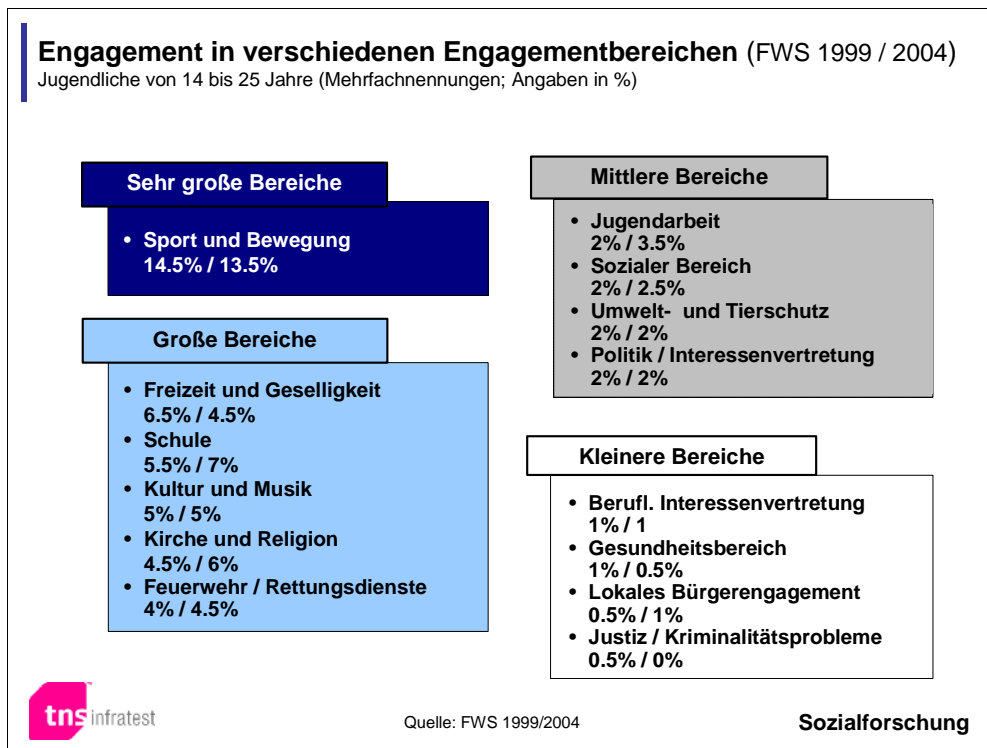 Engagement in verschiedenen Engagementbereichen (FWS 1999 / 2004)
Jugendliche von 14 bis 25 Jahre (Mehrfachnennungen; Angaben in %)
Sehr große Bereiche
• Sport und Bewegung
14.5% / 13.5%
Große Bereiche
• Freizeit und Geselligkeit
6.5% / 4.5%
• Schule
5.5% / 7%
• Kultur und Musik
5% / 5%
• Kirche und Religion
4.5% / 6%
• Feuerwehr / Rettungsdienste
4% / 4.5%
Mittlere Bereiche
• Jugendarbeit
2% / 3.5%
• Sozialer Bereich
2% / 2.5%
• Umwelt- und Tierschutz
2% / 2%
• Politik / Interessenvertretung
2% / 2%
Kleinere Bereiche
• Berufl. Interessenvertretung
1% / 1
• Gesundheitsbereich
1% / 0.5%
• Lokales Bürgerengagement
0.5% / 1%
• Justiz / Kriminalitätsprobleme
0.5% / 0%
tns infratest
Quelle: FWS 1999/2004
Sozialforschung